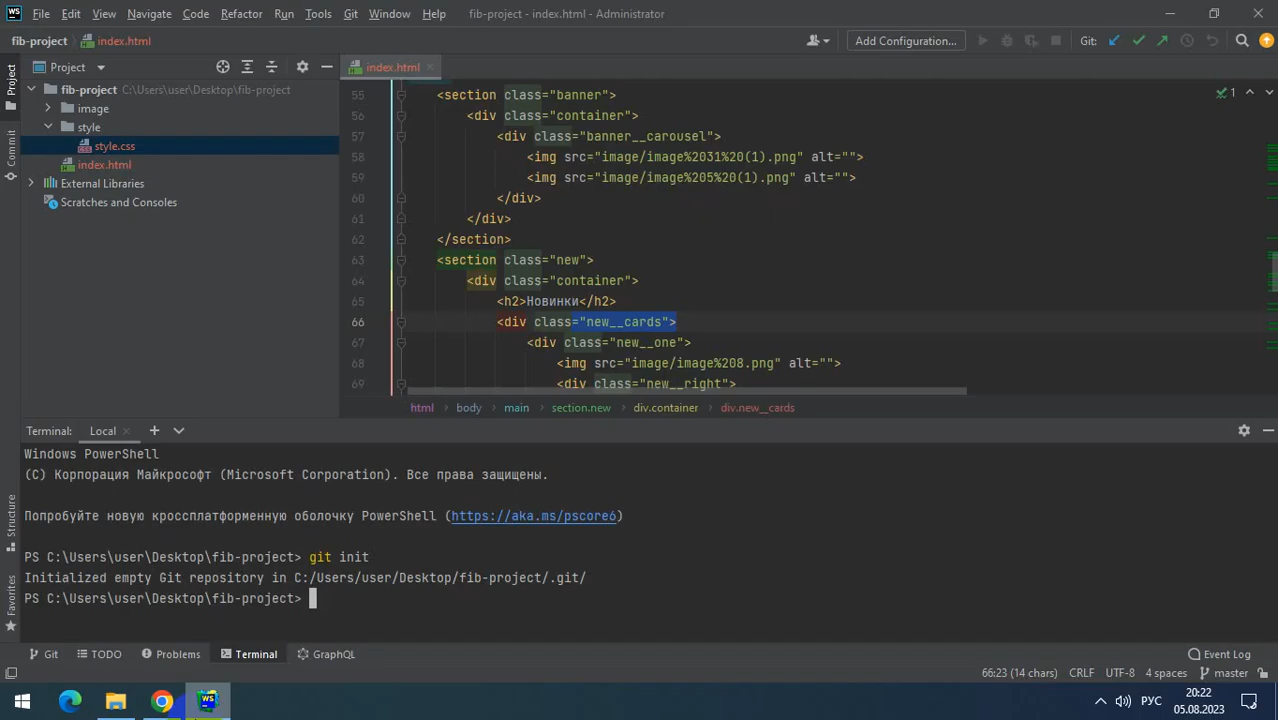 WS File Edit View Navigate Code Refactor Run Tools Git Window Help fib-project - index.html - Administrator
fib-project index.html Add Configuration... Git:
Project Project index.html
fib-project C:\Users\user\Desktop\fib-project
image
style
style.css
index.html
External Libraries
Scratches and Consoles
Commit
1
55 <section class="banner">
56 <div class="container">
57 <div class="banner__carousel">
58 <img src="image/image%2031%20(1).png" alt="">
59 <img src="image/image%205%20(1).png" alt="">
60 </div>
61 </div>
62 </section>
63 <section class="new">
64 <div class="container">
65 <h2>Новинки</h2>
66 <div class="new__cards">
67 <div class="new__one">
68 <img src="image/image%208.png" alt="">
69 <div class="new__right">
html body main section.new div.container div.new__cards
Terminal: Local
Windows PowerShell
(C) Корпорация Майкрософт (Microsoft Corporation). Все права защищены.
Попробуйте новую кроссплатформенную оболочку PowerShell (https://aka.ms/pscore6)
PS C:\Users\user\Desktop\fib-project> git init
Initialized empty Git repository in C:/Users/user/Desktop/fib-project/.git/
PS C:\Users\user\Desktop\fib-project>
Structure
Favorites
Git TODO Problems Terminal GraphQL Event Log
66:23 (14 chars) CRLF UTF-8 4 spaces master
WS РУС 20:22
05.08.2023